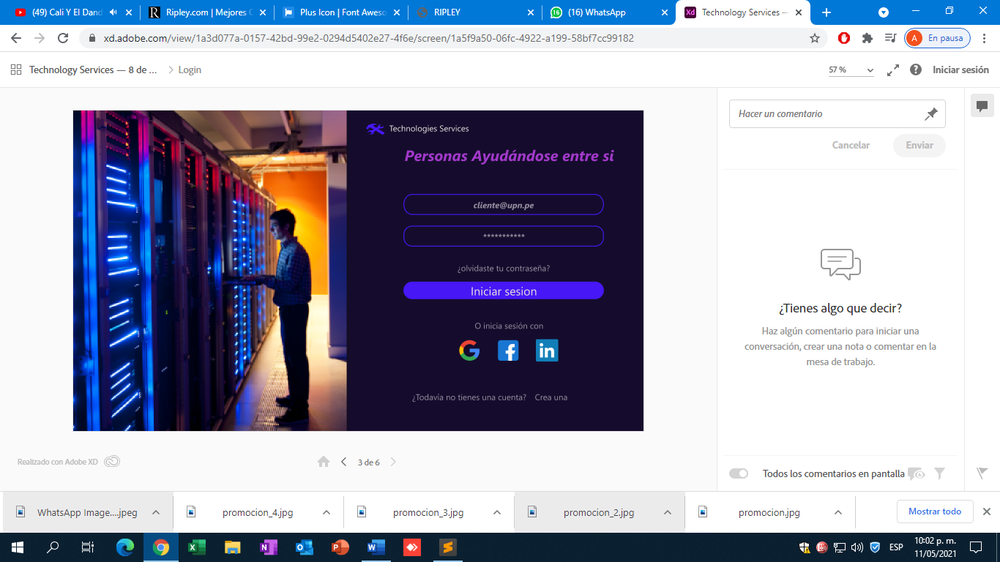 (49) Cali Y El Dand
Ripley.com | Mejores C
Plus Icon | Font Aweso
RIPLEY
(16) WhatsApp
Technology Services —
xd.adobe.com/view/1a3d077a-0157-42bd-99e2-0294d5402e27-4f6e/screen/1a5f9a50-06fc-4922-a199-58bf7cc99182
A En pausa
Technology Services — 8 de ...
Login
57 %
Iniciar sesión
Technologies Services
Personas Ayudándose entre si
cliente@upn.pe
***********
¿olvidaste tu contraseña?
Iniciar sesion
O inicia sesión con
¿Todavía no tienes una cuenta? Crea una
Realizado con Adobe XD
3 de 6
Hacer un comentario
Cancelar
Enviar
¿Tienes algo que decir?
Haz algún comentario para iniciar una
conversación, crear una nota o comentar en la
mesa de trabajo.
Todos los comentarios en pantalla
WhatsApp Image....jpeg
promocion_4.jpg
promocion_3.jpg
promocion_2.jpg
promocion.jpg
Mostrar todo
ESP
10:02 p. m.
11/05/2021